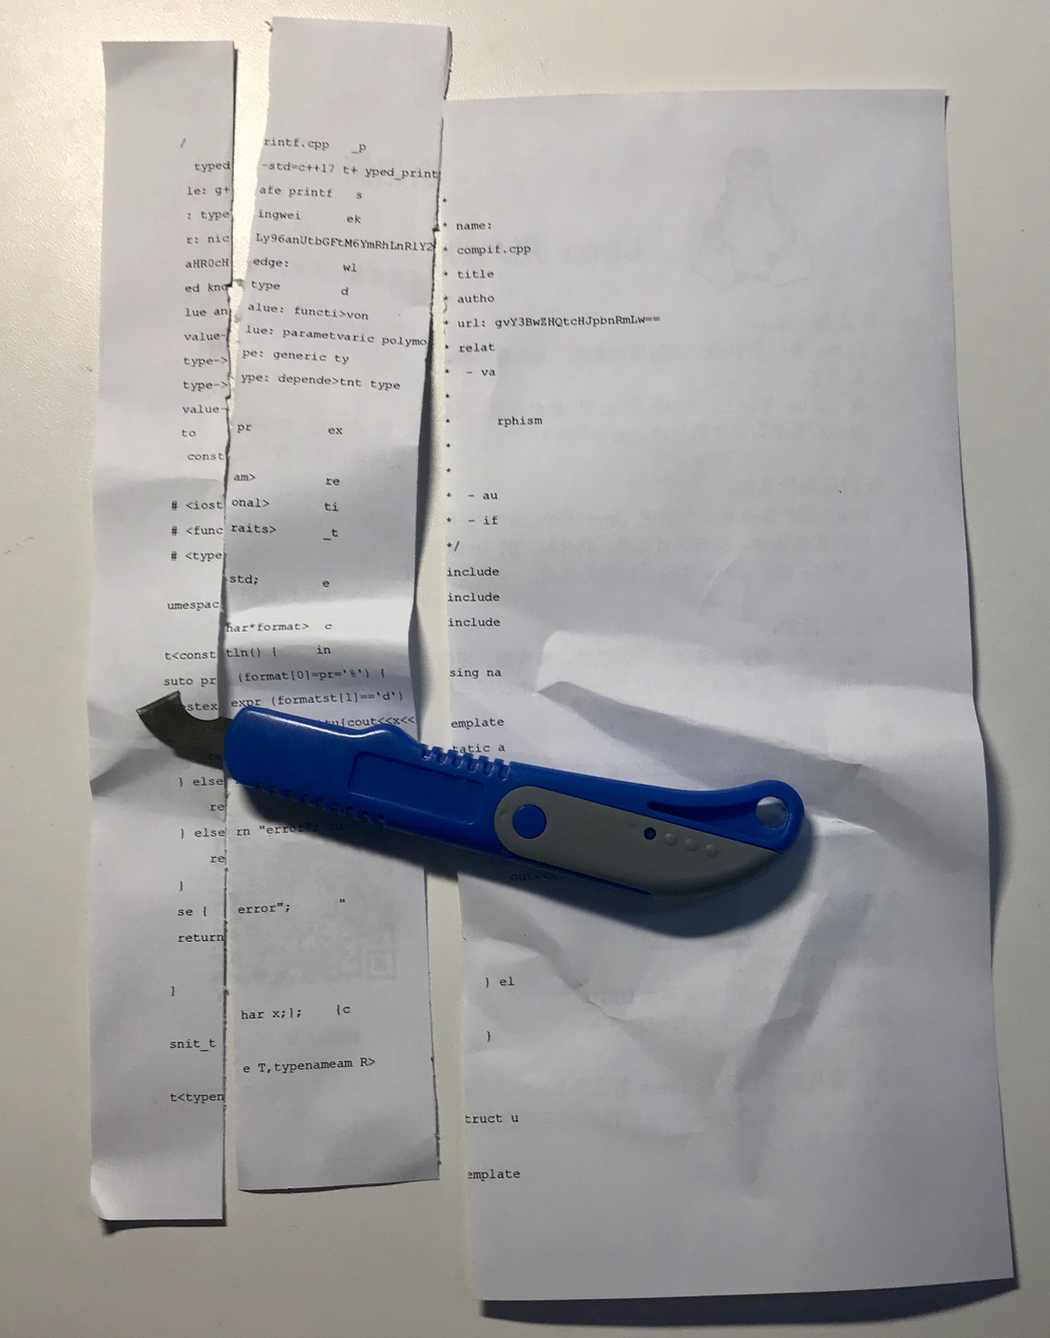 /
typed
le: g+
: type
r: nic
aHR0cH
ed kno
lue an
value-
type->
type->
value-
to
const
# <iost
# <func
# <type
umespac
t<const
suto pr
ostex
re
} else
re
} else
re
}
se {
return
}
snit_t
t<typen
rintf.cpp _p
-std=c++17 t+ yped_print
afe printf s
ingwei ek
Ly96anUtbGFtM6YmRhLnRlY2
edge: wl
type d
alue: functi>von
lue: parametvaric polymo
pe: generic ty
ype: depende>tnt type
pr ex
am> re
onal> ti
raits> _t
std; e
har*format> c
tln() { in
(format[0]=pr='%') {
expr (formatst[1]=='d')
tu{cout<<x<<
rn "error"; tu
error"; "
har x;}; {c
e T,typenameam R>
*
* name:
* compif.cpp
* title
* autho
* url: gvY3BwZHQtcHJpbnRmLw==
* relat
* - va
*
* rphism
*
*
* - au
* - if
*/
include
include
include
sing na
emplate
tatic a
} el
}
truct u
emplate